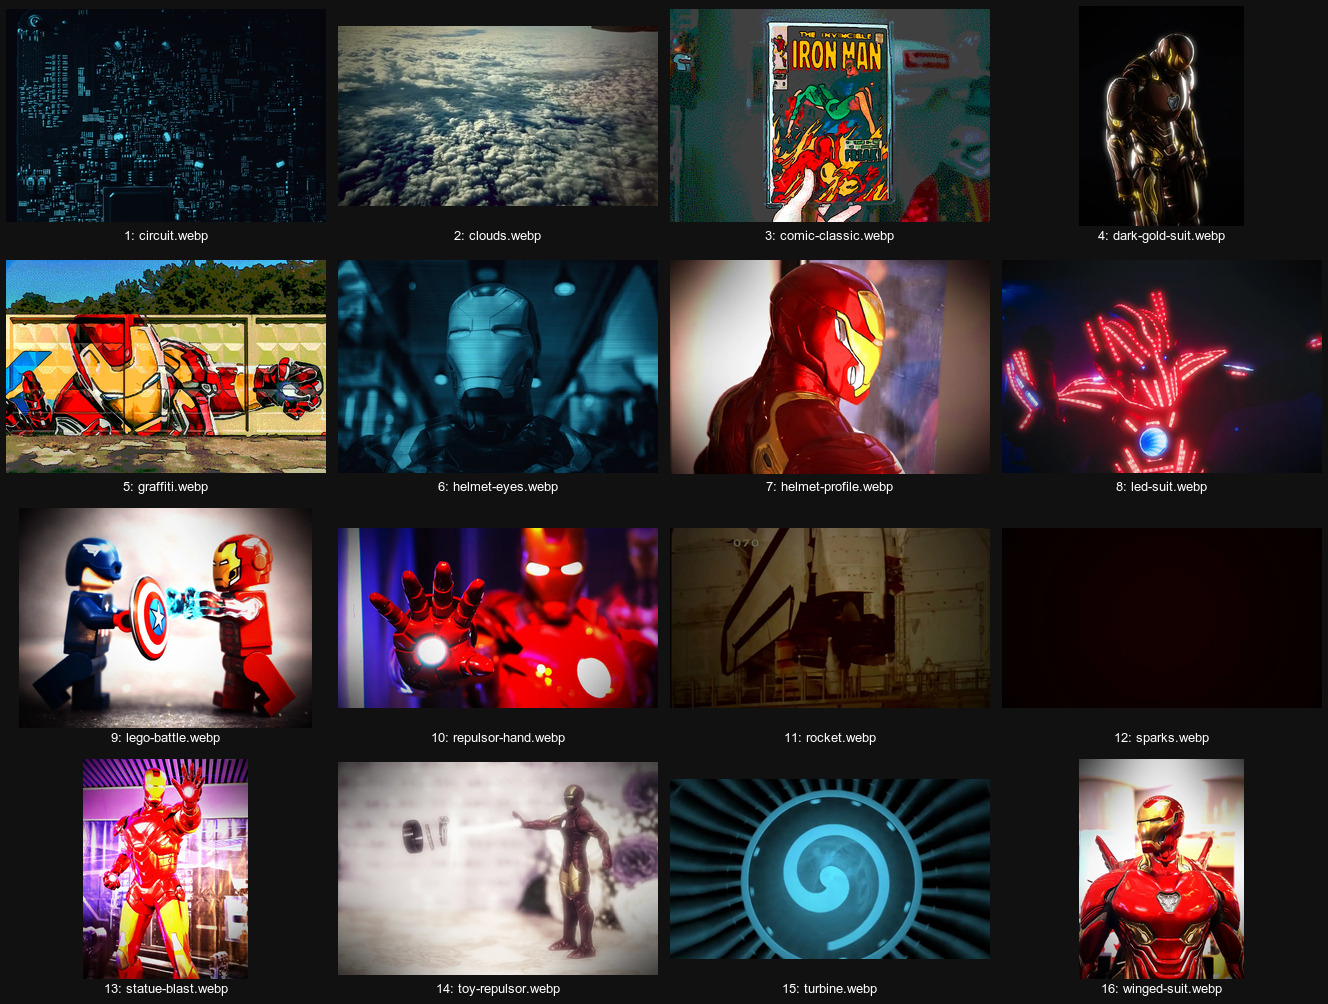 THE INVINCIBLE
IRON MAN
FREAK!
1: circuit.webp
2: clouds.webp
3: comic-classic.webp
4: dark-gold-suit.webp
5: graffiti.webp
6: helmet-eyes.webp
7: helmet-profile.webp
8: led-suit.webp
070
9: lego-battle.webp
10: repulsor-hand.webp
11: rocket.webp
12: sparks.webp
13: statue-blast.webp
14: toy-repulsor.webp
15: turbine.webp
16: winged-suit.webp